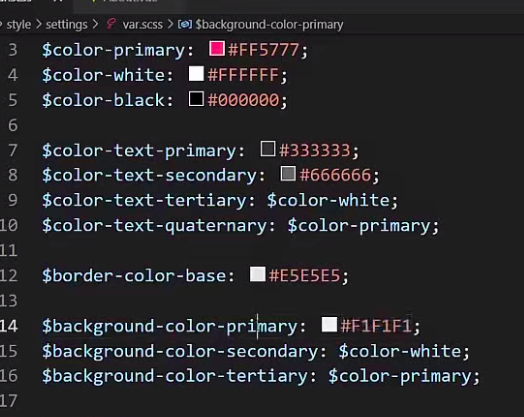 style > settings > var.scss > $background-color-primary
3 $color-primary: #FF5777;
4 $color-white: #FFFFFF;
5 $color-black: #000000;
6
7 $color-text-primary: #333333;
8 $color-text-secondary: #666666;
9 $color-text-tertiary: $color-white;
10 $color-text-quaternary: $color-primary;
11
12 $border-color-base: #E5E5E5;
13
14 $background-color-primary: #F1F1F1;
15 $background-color-secondary: $color-white;
16 $background-color-tertiary: $color-primary;
17